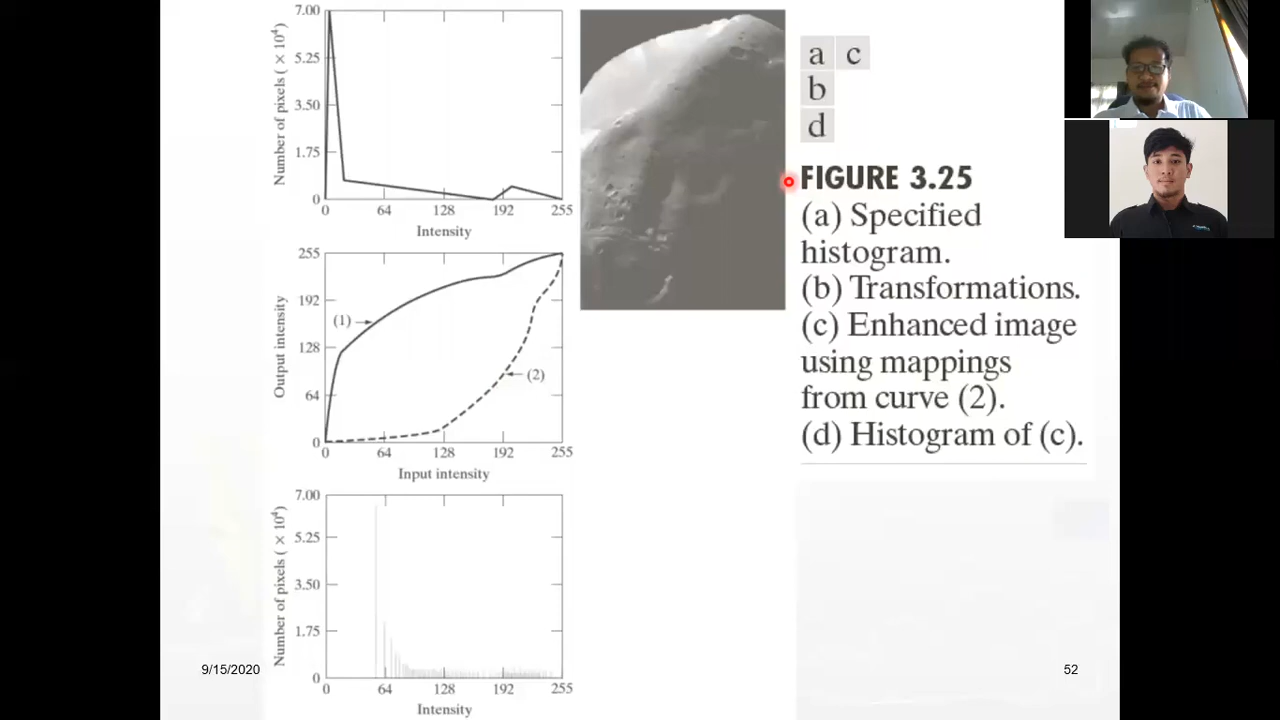 7.00
5.25
3.50
1.75
0
Number of pixels ( × 10⁴)
0 64 128 192 255
Intensity
255
192
128
64
0
Output intensity
(1)
(2)
0 64 128 192 255
Input intensity
7.00
5.25
3.50
1.75
0
Number of pixels ( × 10⁴)
0 64 128 192 255
Intensity
a c
b
d
FIGURE 3.25
(a) Specified
histogram.
(b) Transformations.
(c) Enhanced image
using mappings
from curve (2).
(d) Histogram of (c).
9/15/2020
52